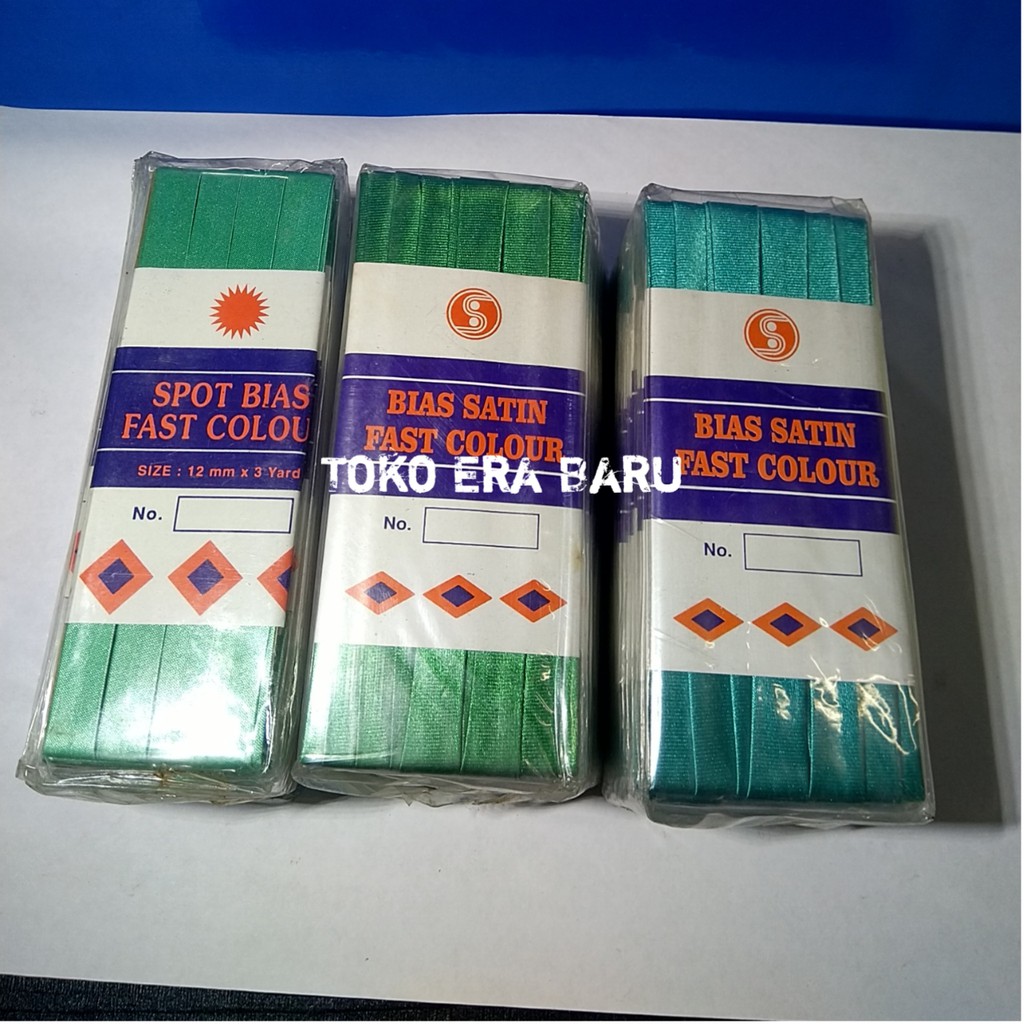 SPOT BIAS
FAST COLOU
SIZE : 12 mm x 3 Yard
No.
BIAS SATIN
FAST COLOUR
No.
BIAS SATIN
FAST COLOUR
No.
TOKO ERA BARU